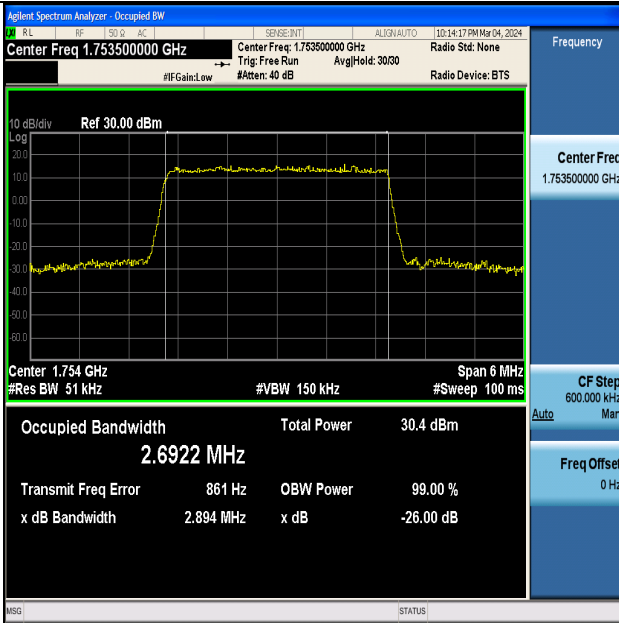 Agilent Spectrum Analyzer - Occupied BW
LXI RL RF 50 Ω AC SENSE:INT ALIGN AUTO 10:14:17 PM Mar 04, 2024
Center Freq 1.753500000 GHz Center Freq: 1.753500000 GHz Radio Std: None
Trig: Free Run Avg|Hold: 30/30
#IFGain:Low #Atten: 40 dB Radio Device: BTS
10 dB/div Ref 30.00 dBm
Log
20.0
10.0
0.00
-10.0
-20.0
-30.0
-40.0
-50.0
-60.0
Center 1.754 GHz Span 6 MHz
#Res BW 51 kHz #VBW 150 kHz #Sweep 100 ms
Occupied Bandwidth Total Power 30.4 dBm
2.6922 MHz
Transmit Freq Error 861 Hz OBW Power 99.00 %
x dB Bandwidth 2.894 MHz x dB -26.00 dB
MSG STATUS
Frequency
Center Freq
1.753500000 GHz
CF Step
600.000 kHz
Auto Man
Freq Offset
0 Hz